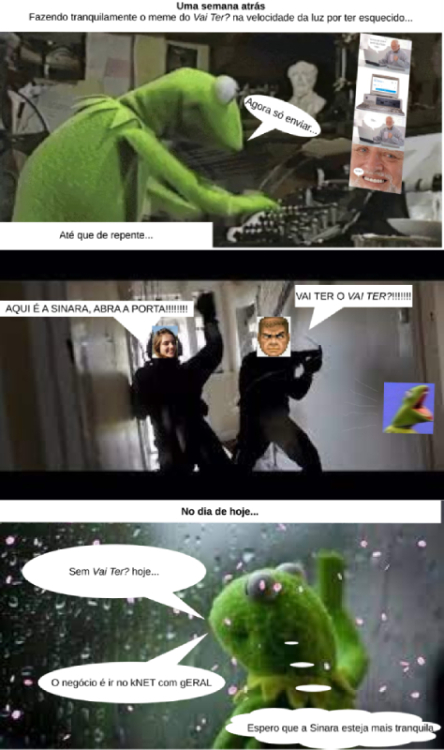 Uma semana atrás
Fazendo tranquilamente o meme do Vai Ter? na velocidade da luz por ter esquecido...
Agora só enviar...
Até que de repente...
AQUI É A SINARA, ABRA A PORTA!!!!!!!!
VAI TER O VAI TER?!!!!!!!
No dia de hoje...
Sem Vai Ter? hoje...
O negócio é ir no kNET com gERAL
Espero que a Sinara esteja mais tranquila